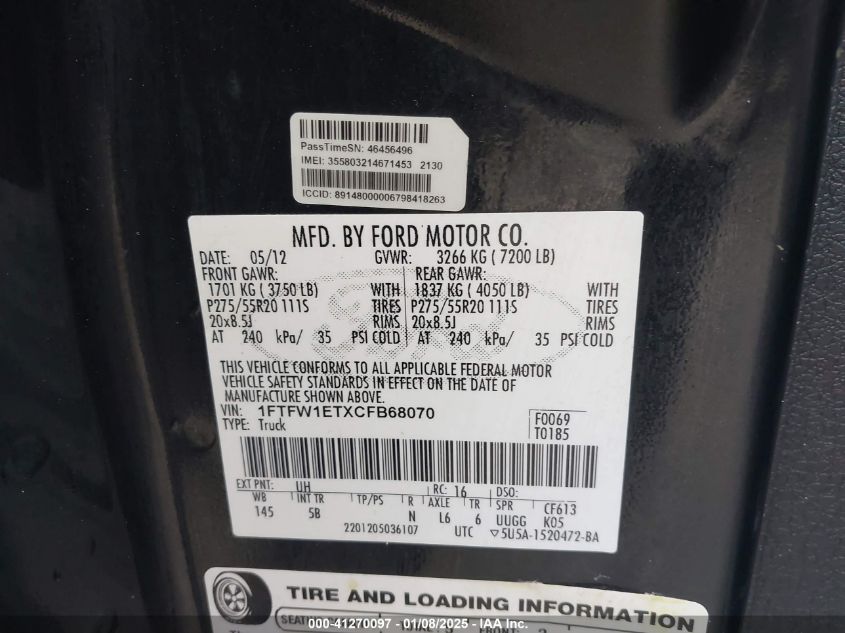 PassTimeSN: 46456496
IMEI: 355803214671453 2130
ICCID: 89148000006798418263
MFD. BY FORD MOTOR CO.
DATE: 05/12 GVWR: 3266 KG ( 7200 LB)
FRONT GAWR: REAR GAWR:
1701 KG ( 3750 LB) WITH 1837 KG ( 4050 LB) WITH
P275/55R20 111S TIRES P275/55R20 111S TIRES
20x8.5J RIMS 20x8.5J RIMS
AT 240 kPa/ 35 PSI COLD AT 240 kPa/ 35 PSI COLD
THIS VEHICLE CONFORMS TO ALL APPLICABLE FEDERAL MOTOR
VEHICLE SAFETY STANDARDS IN EFFECT ON THE DATE OF
MANUFACTURE SHOWN ABOVE.
VIN: 1FTFW1ETXCFB68070 F0069
TYPE: Truck T0185
EXT PNT: UH RC: 16 DSO:
WB INT TR TP/PS R AXLE TR SPR CF613
145 5B N L6 6 UUGG K05
2201205036107 UTC ▽5U5A-1520472-BA
TIRE AND LOADING INFORMATION
000-41270097 - 01/08/2025 - IAA Inc.